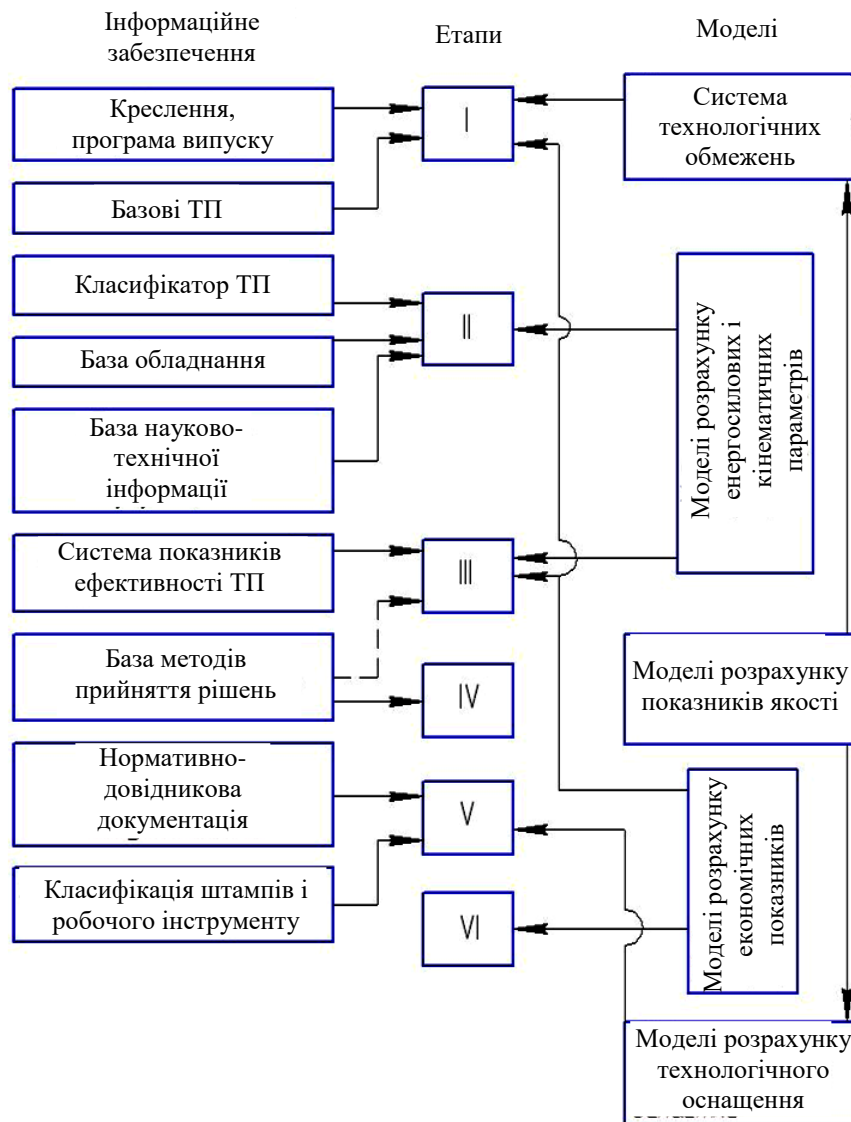 Інформаційне
забезпечення
Етапи
Моделі
Креслення,
програма випуску
Базові ТП
Класифікатор ТП
База обладнання
База науково-
технічної
інформації
Система показників
ефективності ТП
База методів
прийняття рішень
Нормативно-
довідникова
документація
Класифікація штампів і
робочого інструменту
I
II
III
IV
V
VI
Система
технологічних
обмежень
Моделі розрахунку
енергосилових і
кінематичних
параметрів
Моделі розрахунку
показників якості
Моделі розрахунку
економічних
показників
Моделі розрахунку
технологічного
оснащення